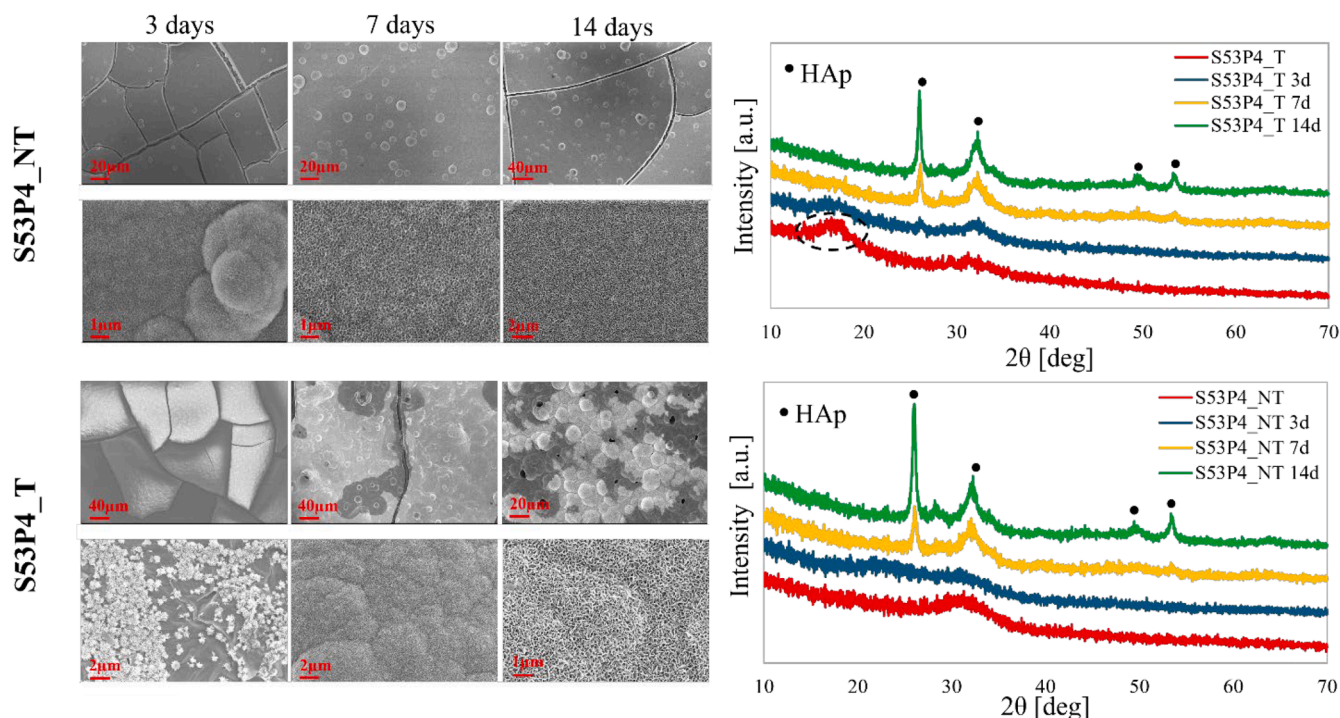 3 days 7 days 14 days
S53P4_NT
20μm 20μm 40μm
1μm 1μm 2μm
S53P4_T
40μm 40μm 20μm
2μm 2μm 1μm
Intensity [a.u.]
• HAp
S53P4_T
S53P4_T 3d
S53P4_T 7d
S53P4_T 14d
10 20 30 40 50 60 70
2θ [deg]
Intensity [a.u.]
• HAp
S53P4_NT
S53P4_NT 3d
S53P4_NT 7d
S53P4_NT 14d
10 20 30 40 50 60 70
2θ [deg]